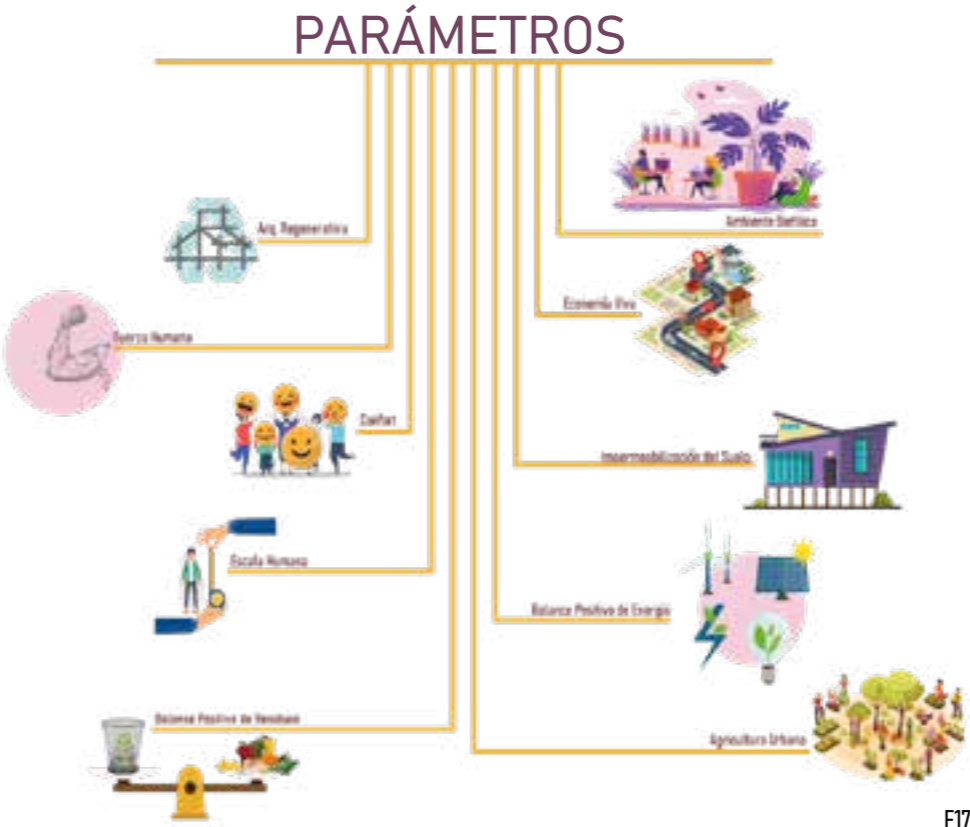 PARÁMETROS
Ambiente Biofílico
Arq. Regenerativa
Economía Viva
Fuerza Humana
Confort
Impermeabilización del Suelo
Escala Humana
Balance Positivo de Energía
Balance Positivo de Residuos
Agricultura Urbana
F17